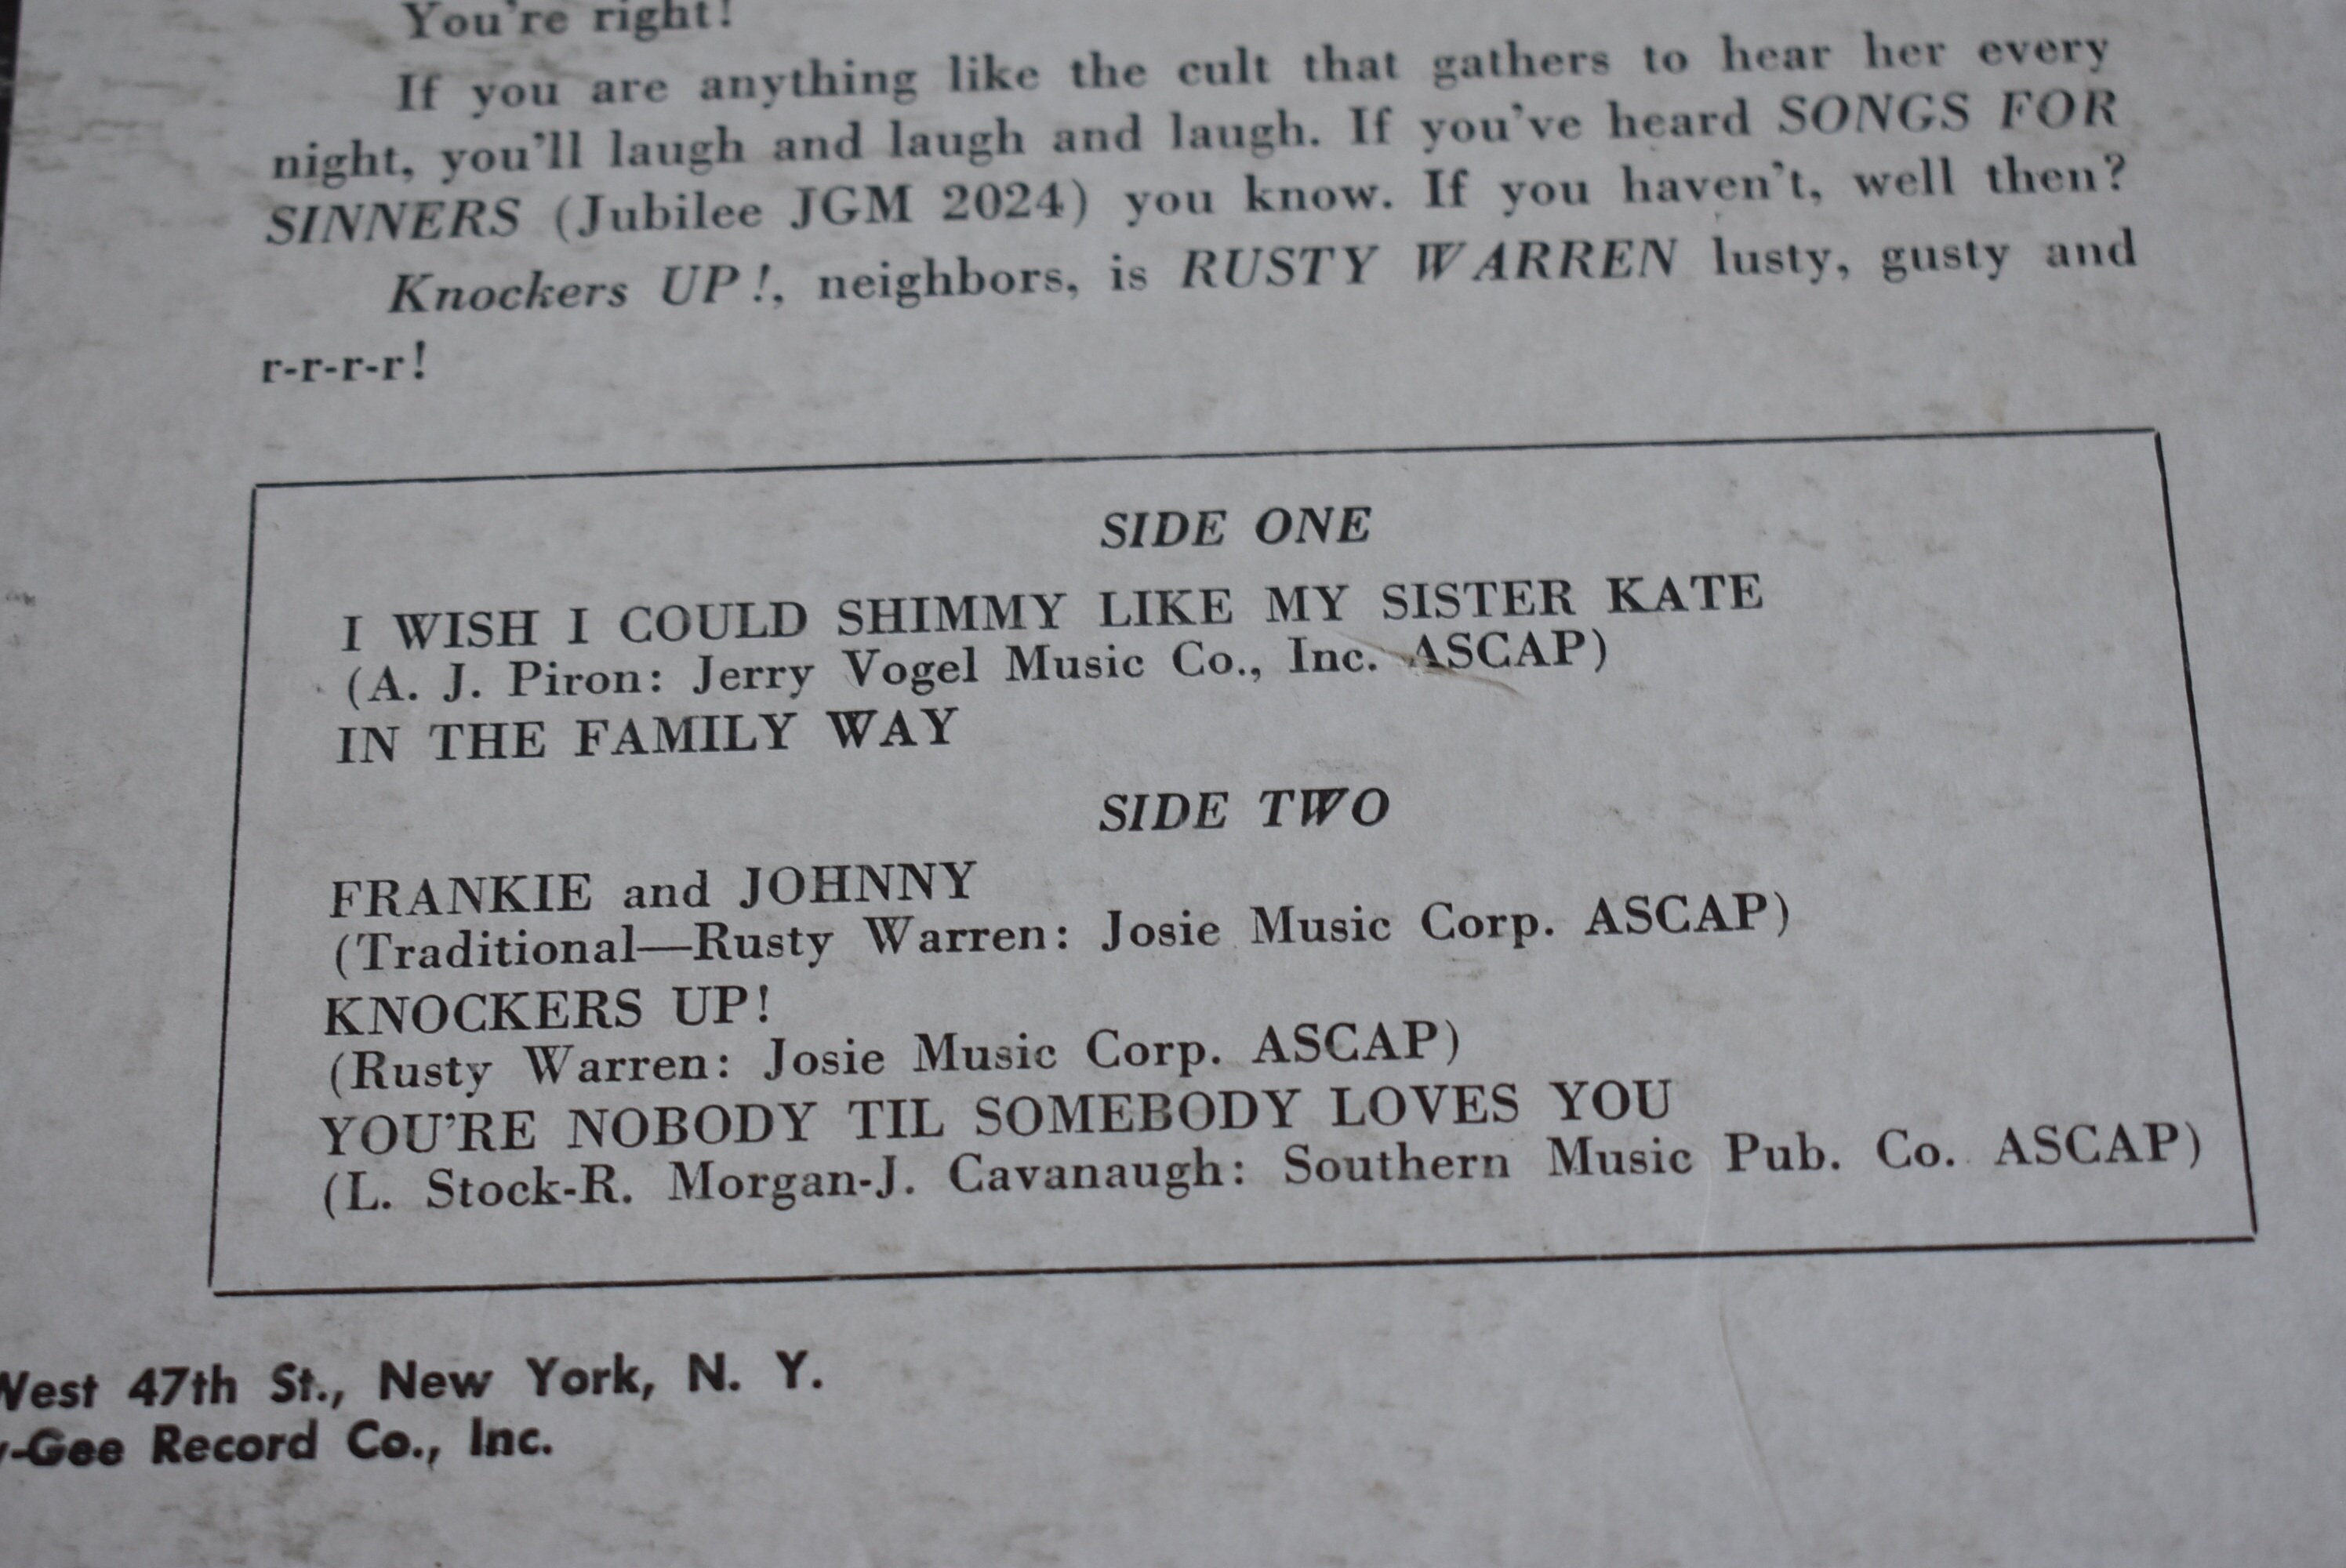 You're right!
If you are anything like the cult that gathers to hear her every
night, you'll laugh and laugh and laugh. If you've heard SONGS FOR
SINNERS (Jubilee JGM 2024) you know. If you haven't, well then?
Knockers UP!, neighbors, is RUSTY WARREN lusty, gusty and
r-r-r-r!
SIDE ONE
I WISH I COULD SHIMMY LIKE MY SISTER KATE
(A. J. Piron: Jerry Vogel Music Co., Inc. ASCAP)
IN THE FAMILY WAY
SIDE TWO
FRANKIE and JOHNNY
(Traditional—Rusty Warren: Josie Music Corp. ASCAP)
KNOCKERS UP!
(Rusty Warren: Josie Music Corp. ASCAP)
YOU'RE NOBODY TIL SOMEBODY LOVES YOU
(L. Stock-R. Morgan-J. Cavanaugh: Southern Music Pub. Co. ASCAP)
West 47th St., New York, N. Y.
-Gee Record Co., Inc.